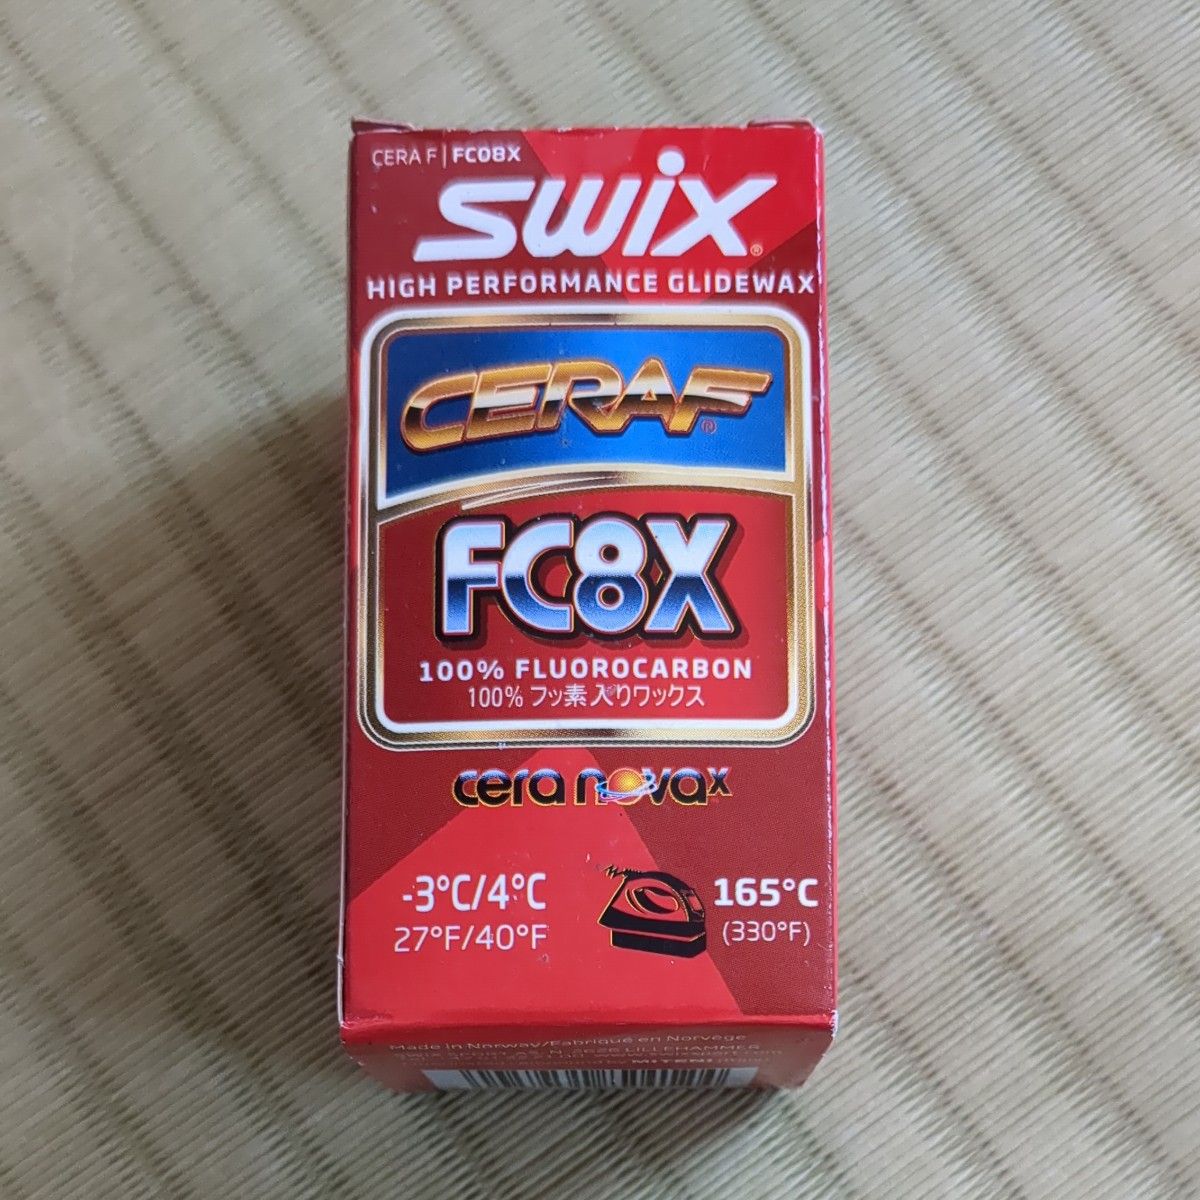 CERA F | FC08X
SWIX®
HIGH PERFORMANCE GLIDEWAX
CERAF®
FC8X
100% FLUOROCARBON
100% フッ素入りワックス
cera novax
-3°C/4°C
27°F/40°F
165°C
(330°F)
Made in Norway/Fabriqué en Norvège
LILLEHAMMER